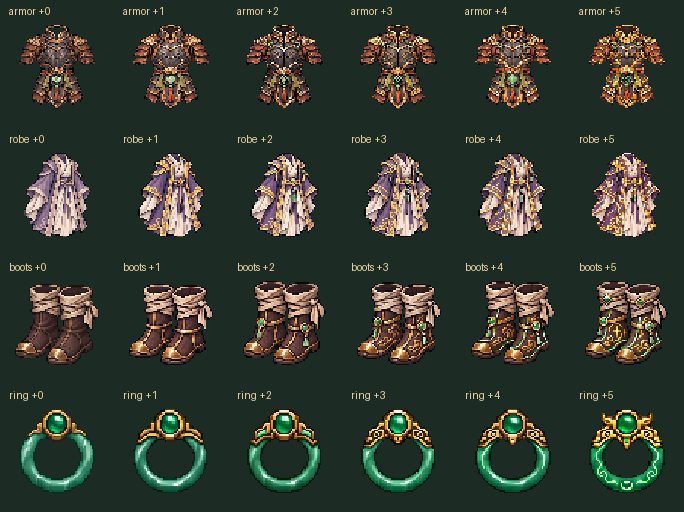 armor +0 armor +1 armor +2 armor +3 armor +4 armor +5
robe +0 robe +1 robe +2 robe +3 robe +4 robe +5
boots +0 boots +1 boots +2 boots +3 boots +4 boots +5
ring +0 ring +1 ring +2 ring +3 ring +4 ring +5